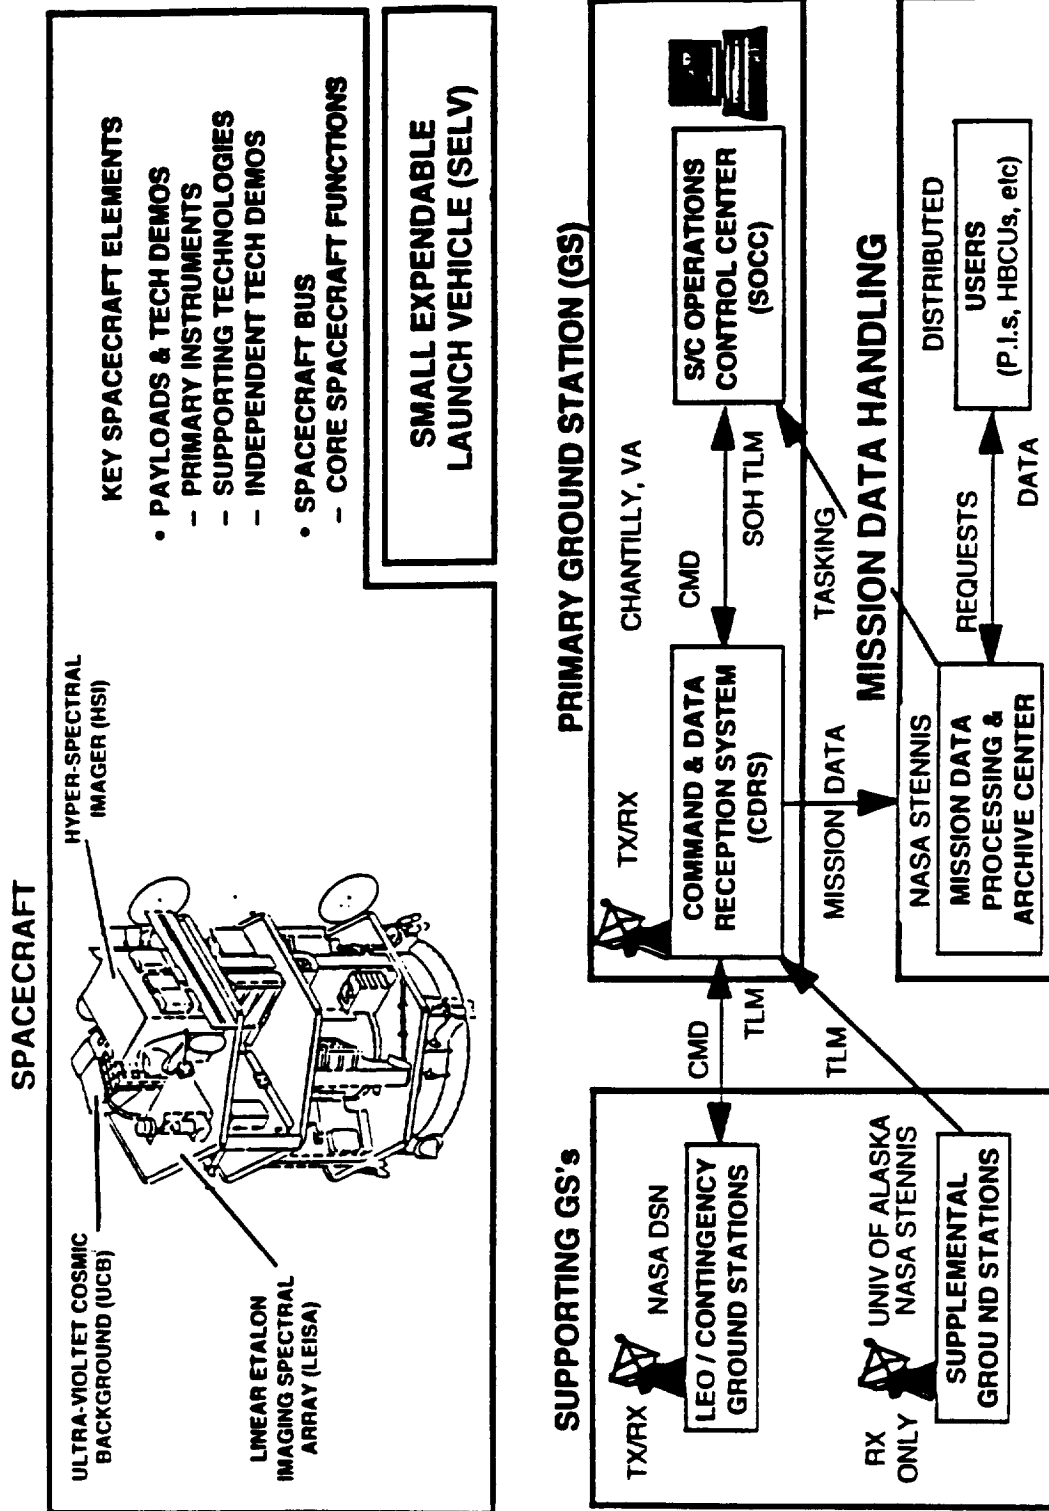 SPACECRAFT
ULTRA-VIOLTET COSMIC
BACKGROUND (UCB)
HYPER-SPECTRAL
IMAGER (HSI)
LINEAR ETALON
IMAGING SPECTRAL
ARRAY (LEISA)
KEY SPACECRAFT ELEMENTS
• PAYLOADS & TECH DEMOS
– PRIMARY INSTRUMENTS
– SUPPORTING TECHNOLOGIES
– INDEPENDENT TECH DEMOS
• SPACECRAFT BUS
– CORE SPACECRAFT FUNCTIONS
SMALL EXPENDABLE
LAUNCH VEHICLE (SELV)
SUPPORTING GS's
TX/RX
NASA DSN
LEO / CONTINGENCY
GROUND STATIONS
RX
ONLY
UNIV OF ALASKA
NASA STENNIS
SUPPLEMENTAL
GROU ND STATIONS
CMD
TLM
TLM
PRIMARY GROUND STATION (GS)
TX/RX
CHANTILLY, VA
COMMAND & DATA
RECEPTION SYSTEM
(CDRS)
CMD
SOH TLM
S/C OPERATIONS
CONTROL CENTER
(SOCC)
MISSION DATA
TASKING
MISSION DATA HANDLING
NASA STENNIS
MISSION DATA
PROCESSING &
ARCHIVE CENTER
REQUESTS
DATA
DISTRIBUTED
USERS
(P.I.s, HBCUs, etc)